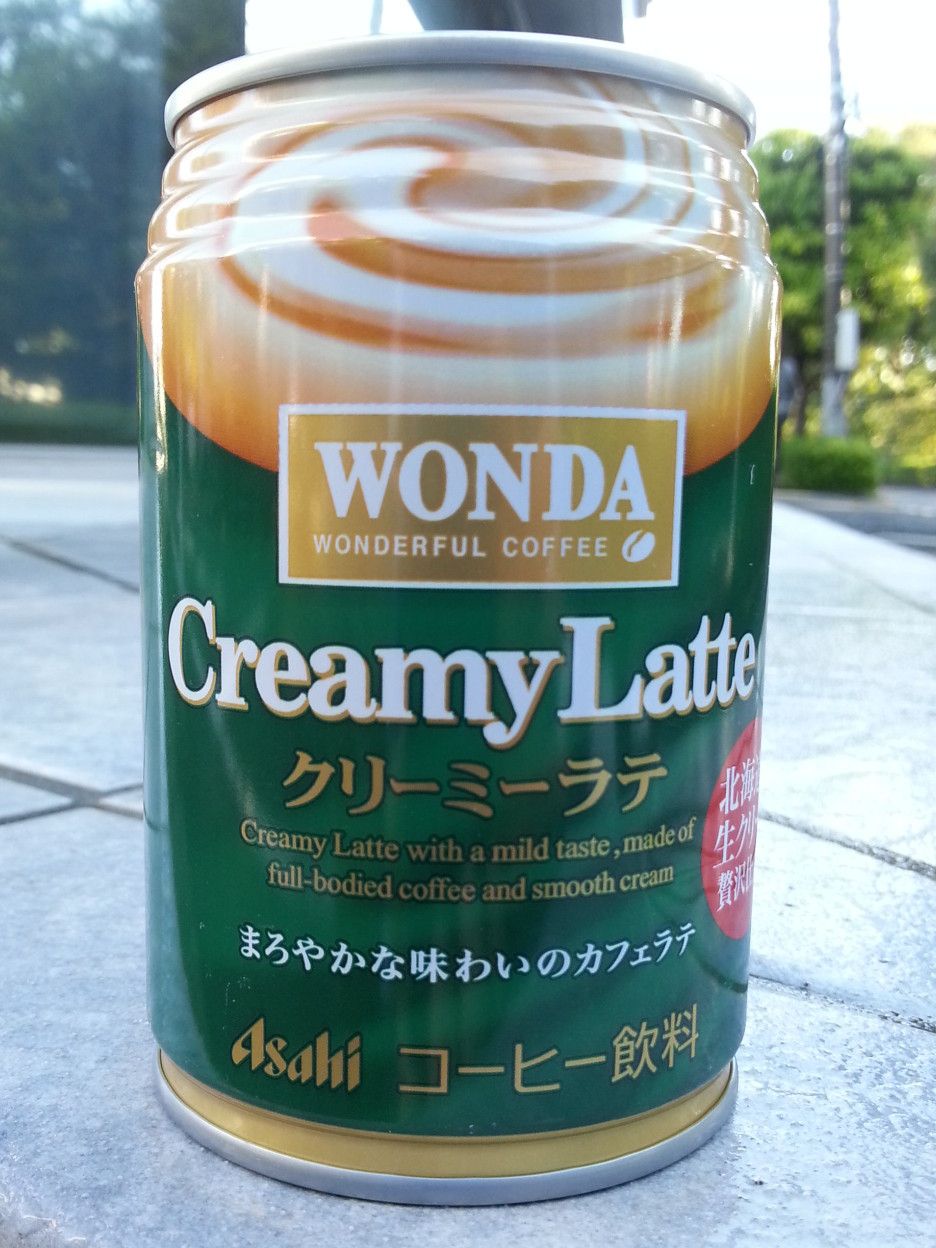 WONDA
WONDERFUL COFFEE
Creamy Latte
クリーミーラテ
Creamy Latte with a mild taste, made of
full-bodied coffee and smooth cream
北海
生クリ
贅沢
まろやかな味わいのカフェラテ
Asahi コーヒー飲料